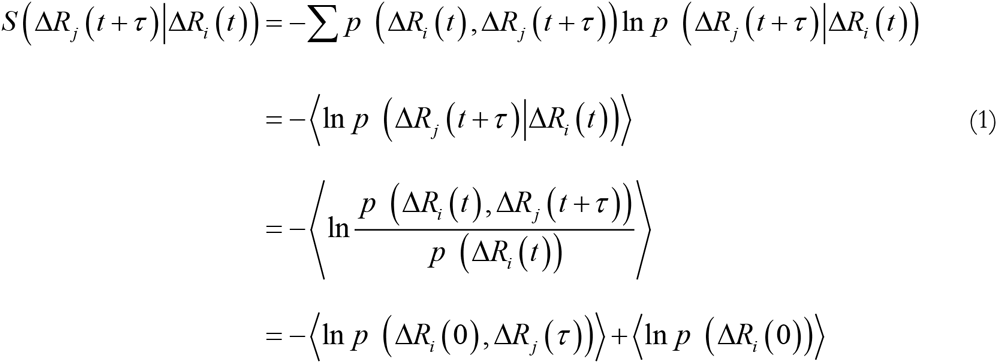 S(ΔR_j(t+τ)|ΔR_i(t)) = −∑ p (ΔR_i(t), ΔR_j(t+τ)) ln p (ΔR_j(t+τ)|ΔR_i(t))
= −⟨ln p (ΔR_j(t+τ)|ΔR_i(t))⟩ (1)
= −⟨ln \frac{p (ΔR_i(t), ΔR_j(t+τ))}{p (ΔR_i(t))}⟩
= −⟨ln p (ΔR_i(0), ΔR_j(τ))⟩ + ⟨ln p (ΔR_i(0))⟩